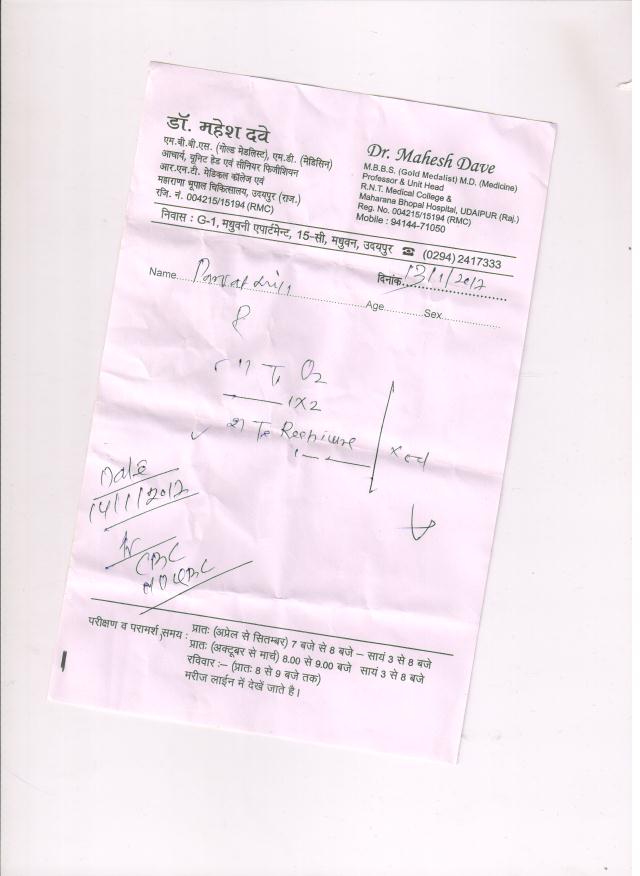 डॉ. महेश दवे
एम.बी.बी.एस. (गोल्ड मेडलिस्ट), एम.डी. (मेडिसिन)
आचार्य, यूनिट हेड एवं सीनियर फिजीशियन
आर.एन.टी. मेडिकल कॉलेज एवं
महाराणा भूपाल चिकित्सालय, उदयपुर (राज.)
रजि. नं. 004215/15194 (RMC)
Dr. Mahesh Dave
M.B.B.S. (Gold Medalist) M.D. (Medicine)
Professor & Unit Head
R.N.T. Medical College &
Maharana Bhopal Hospital, UDAIPUR (Raj.)
Reg. No. 004215/15194 (RMC)
Mobile : 94144-71050
निवास : G-1, मधुवनी एपार्टमेन्ट, 15-सी, मधुवन, उदयपुर ☎ (0294) 2417333
दिनांक 13/1/2012
Name Age Sex
1) T. O2
1X2
2) T.
Date
14/1/2012
परीक्षण व परामर्श समय : प्रातः (अप्रेल से सितम्बर) 7 बजे से 8 बजे – सायं 3 से 8 बजे
प्रातः (अक्टूबर से मार्च) 8.00 से 9.00 बजे सायं 3 से 8 बजे
रविवार :– (प्रातः 8 से 9 बजे तक)
मरीज लाईन में देखें जाते है।